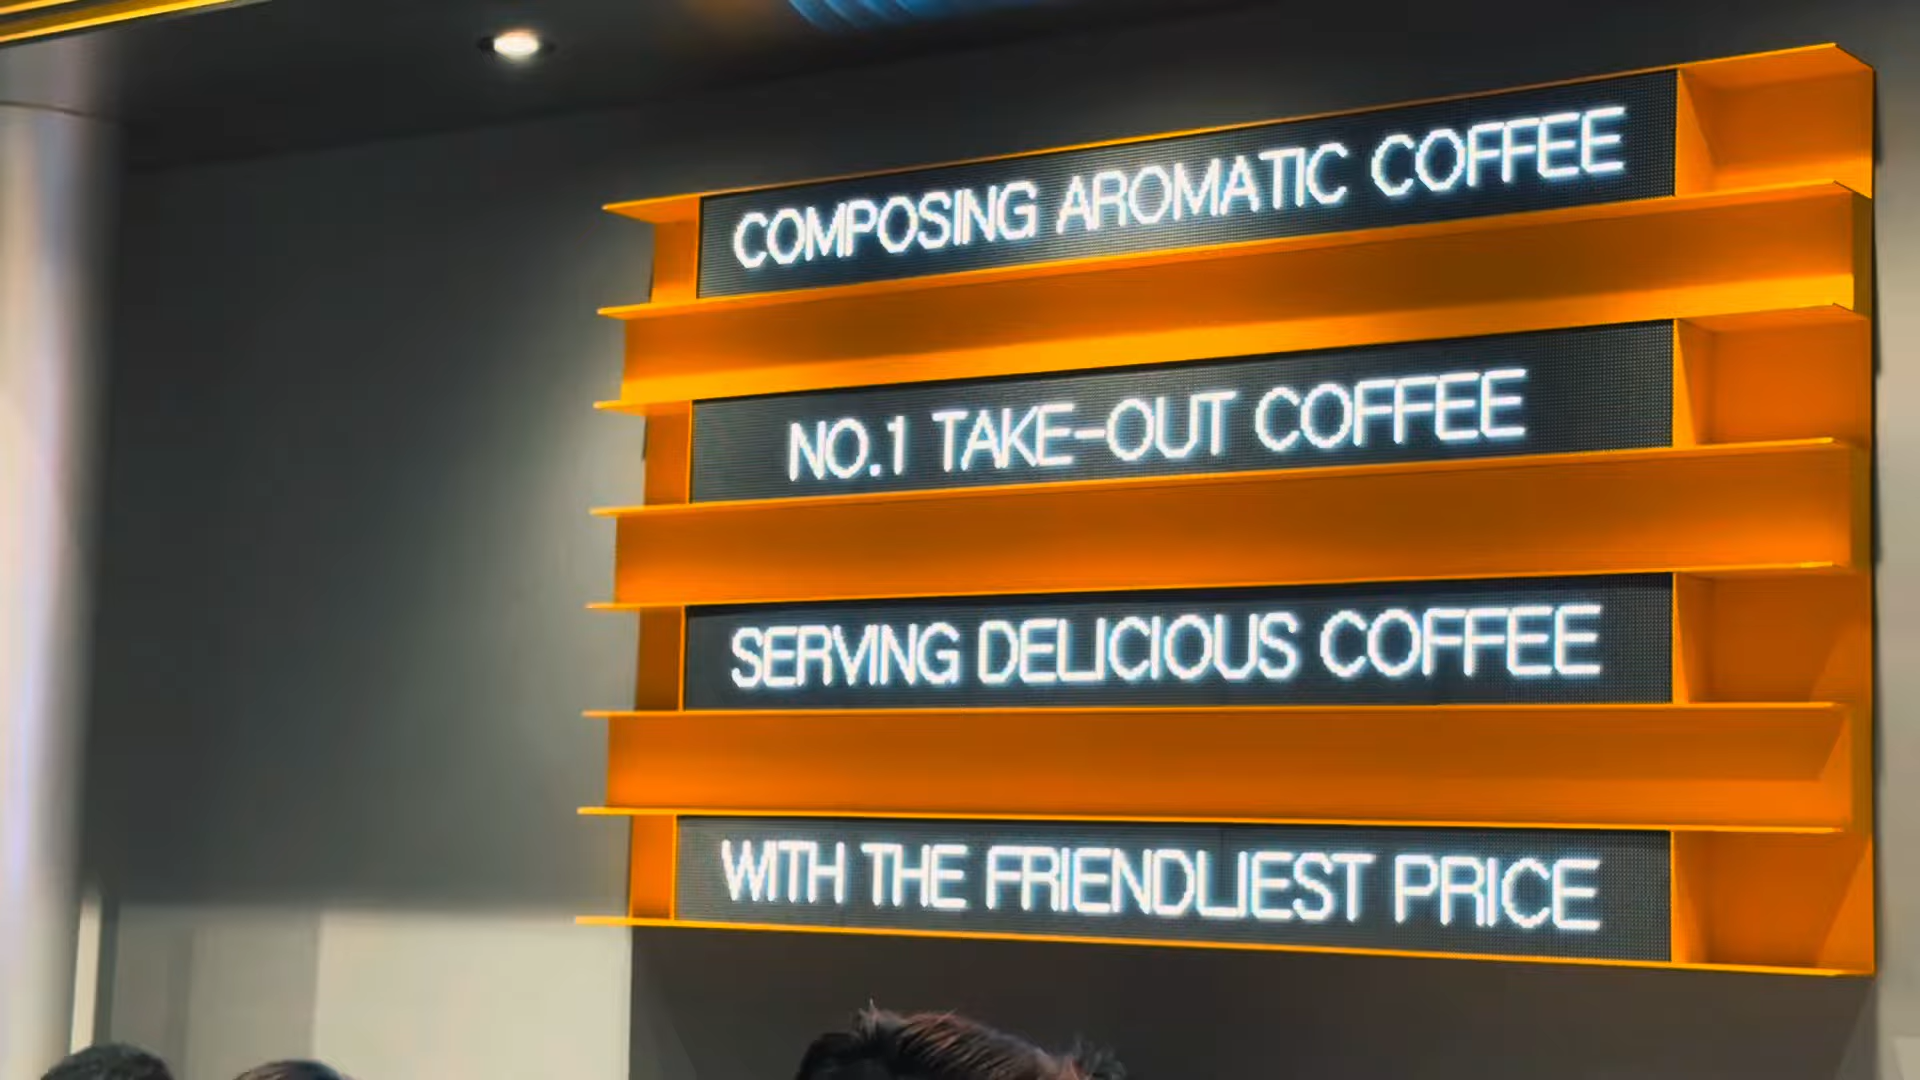 COMPOSING AROMATIC COFFEE
NO.1 TAKE-OUT COFFEE
SERVING DELICIOUS COFFEE
WITH THE FRIENDLIEST PRICE